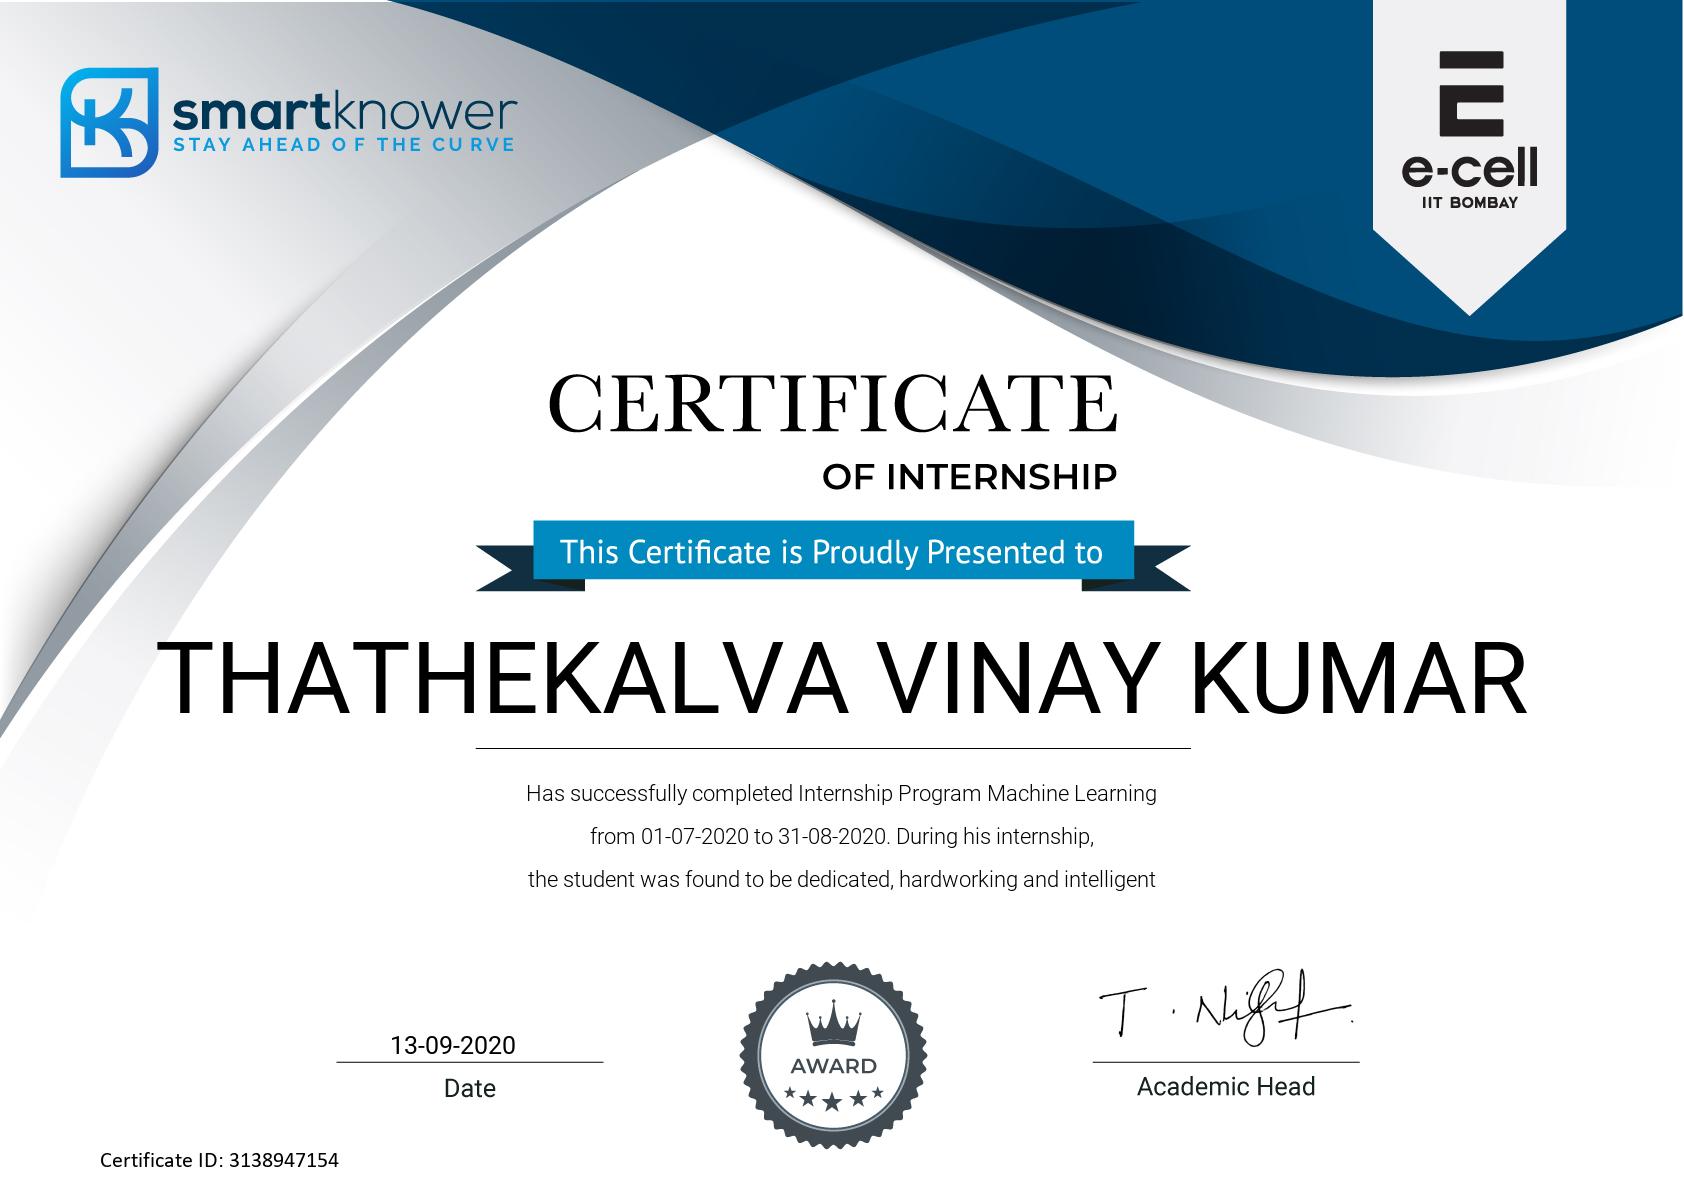 smartknower
STAY AHEAD OF THE CURVE
e-cell
IIT BOMBAY
CERTIFICATE
OF INTERNSHIP
This Certificate is Proudly Presented to
THATHEKALVA VINAY KUMAR
Has successfully completed Internship Program Machine Learning
from 01-07-2020 to 31-08-2020. During his internship,
the student was found to be dedicated, hardworking and intelligent
13-09-2020
Date
AWARD
Academic Head
Certificate ID: 3138947154